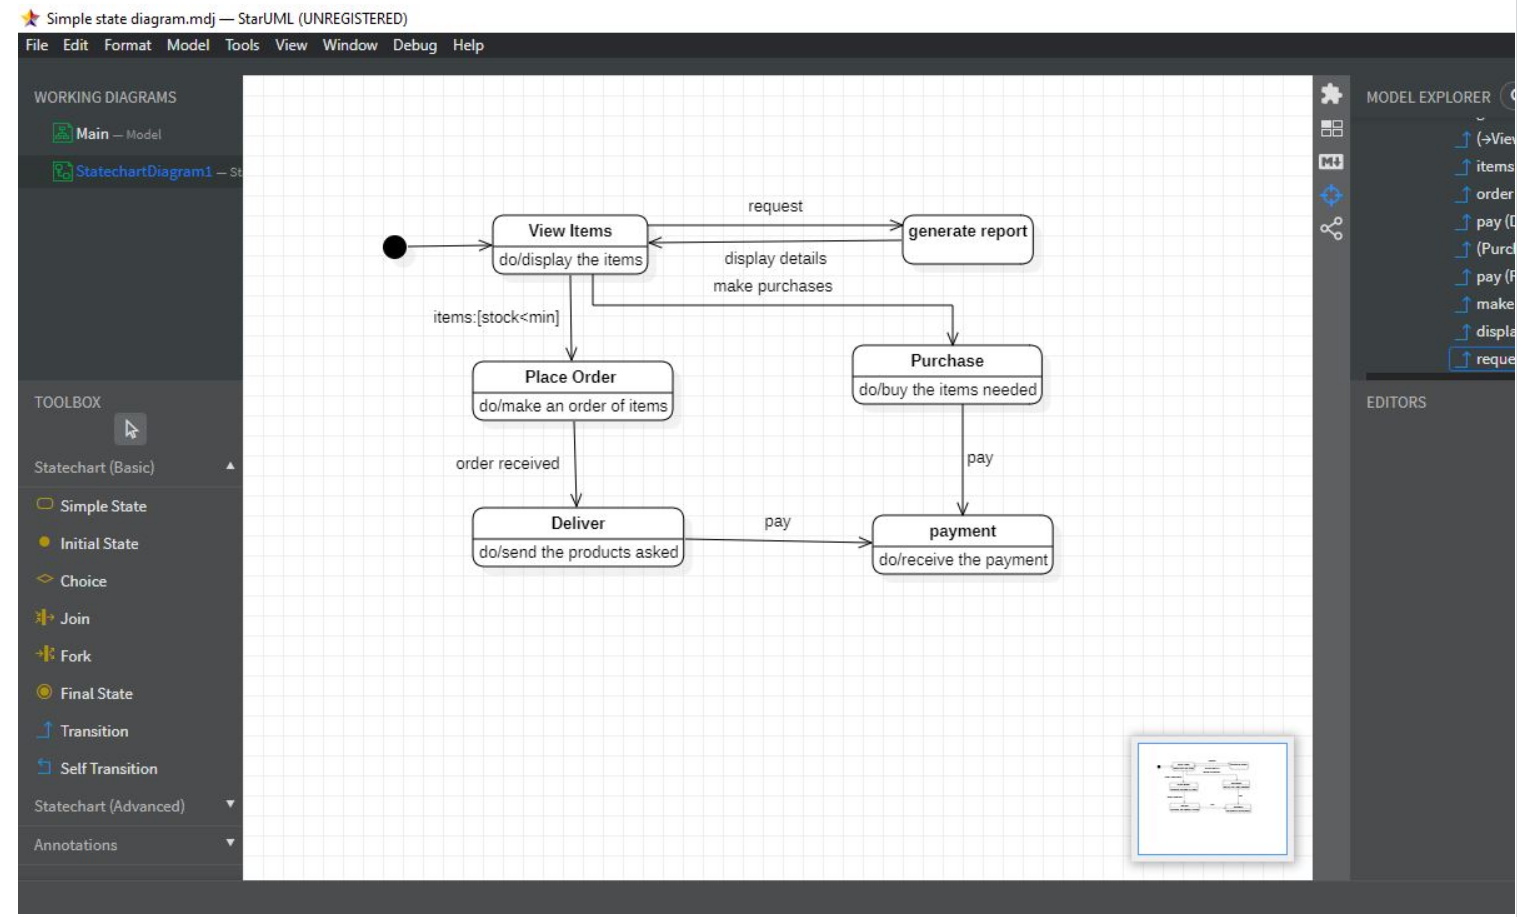 Simple state diagram.mdj — StarUML (UNREGISTERED)
File Edit Format Model Tools View Window Debug Help
WORKING DIAGRAMS
Main — Model
StatechartDiagram1 — St
TOOLBOX
Statechart (Basic)
Simple State
Initial State
Choice
Join
Fork
Final State
Transition
Self Transition
Statechart (Advanced)
Annotations
request
View Items
do/display the items
generate report
display details
make purchases
items:[stock<min]
Place Order
do/make an order of items
Purchase
do/buy the items needed
order received
pay
Deliver
do/send the products asked
pay
payment
do/receive the payment
MODEL EXPLORER
(→Vie
items
order
pay (
(Purc
pay (
make
displa
reque
EDITORS